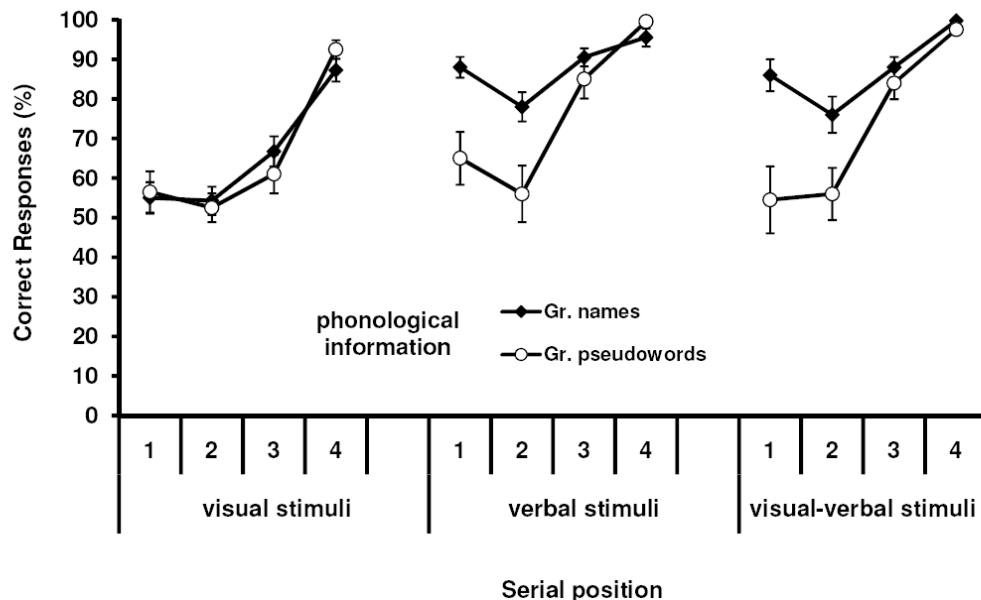 Correct Responses (%)
100
90
80
70
60
50
40
30
20
10
0
phonological
information
Gr. names
Gr. pseudowords
1 2 3 4 1 2 3 4 1 2 3 4
visual stimuli verbal stimuli visual-verbal stimuli
Serial position